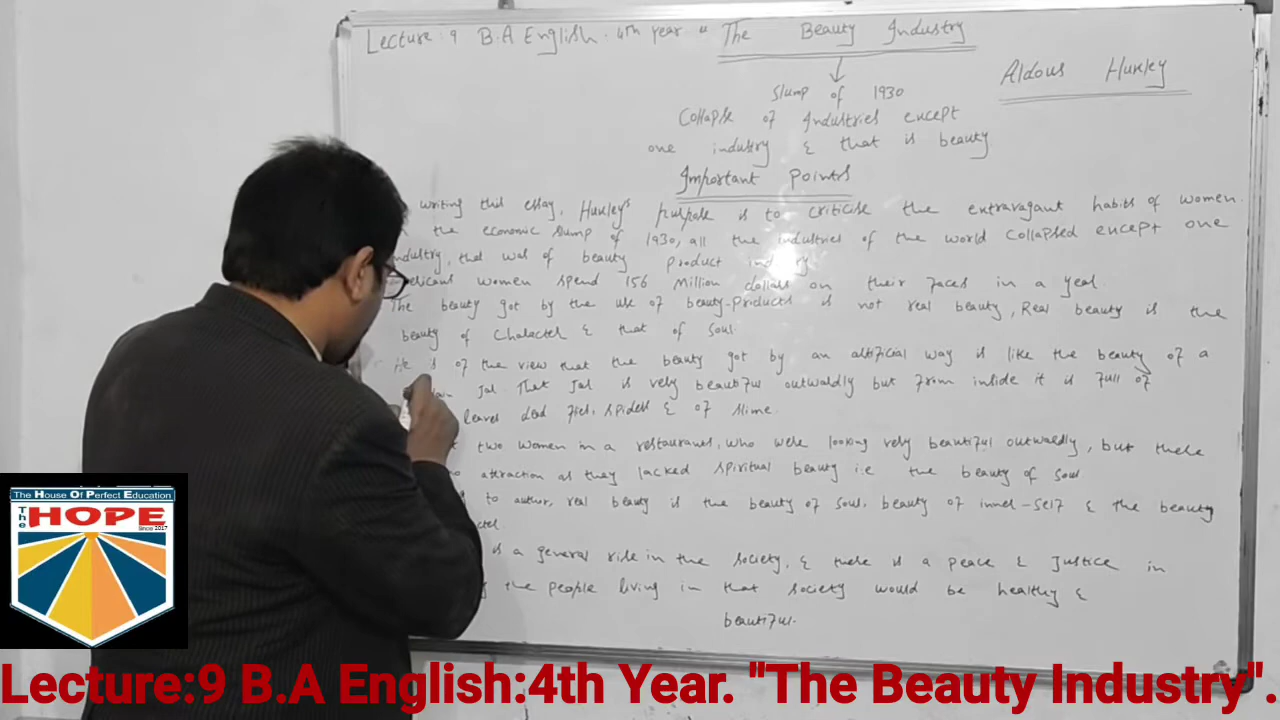 Lecture: 9 B.A English: 4th year " The Beauty Industry
Aldous Huxley
Slump of 1930
Collapse of Industries except
one industry & that is beauty
Important Points
writing this essay, Huxley's purpose is to criticise the extravagant habits of women.
the economic slump of 1930, all the industries of the world collapsed except one
industry, that was of beauty product industry
women spend 156 Million dollars on their faces in a year.
The beauty got by the use of beauty-products is not real beauty, Real beauty is the
beauty of character & that of soul.
He is of the view that the beauty got by an artificial way is like the beauty of a
Jar That Jar is very beautiful outwardly but from inside it is full of
leaves dead flies, spiders & of slime.
two women in a restaurant, who were looking very beautiful outwardly, but there
attraction as they lacked spiritual beauty i.e the beauty of soul
to author, real beauty is the beauty of soul, beauty of inner-self & the beauty
is a general rise in the society, & there is a peace & Justice in
the people living in that society would be healthy &
beautiful.
The House Of Perfect Education
The
HOPE
Since 2017
Lecture:9 B.A English:4th Year. "The Beauty Industry".